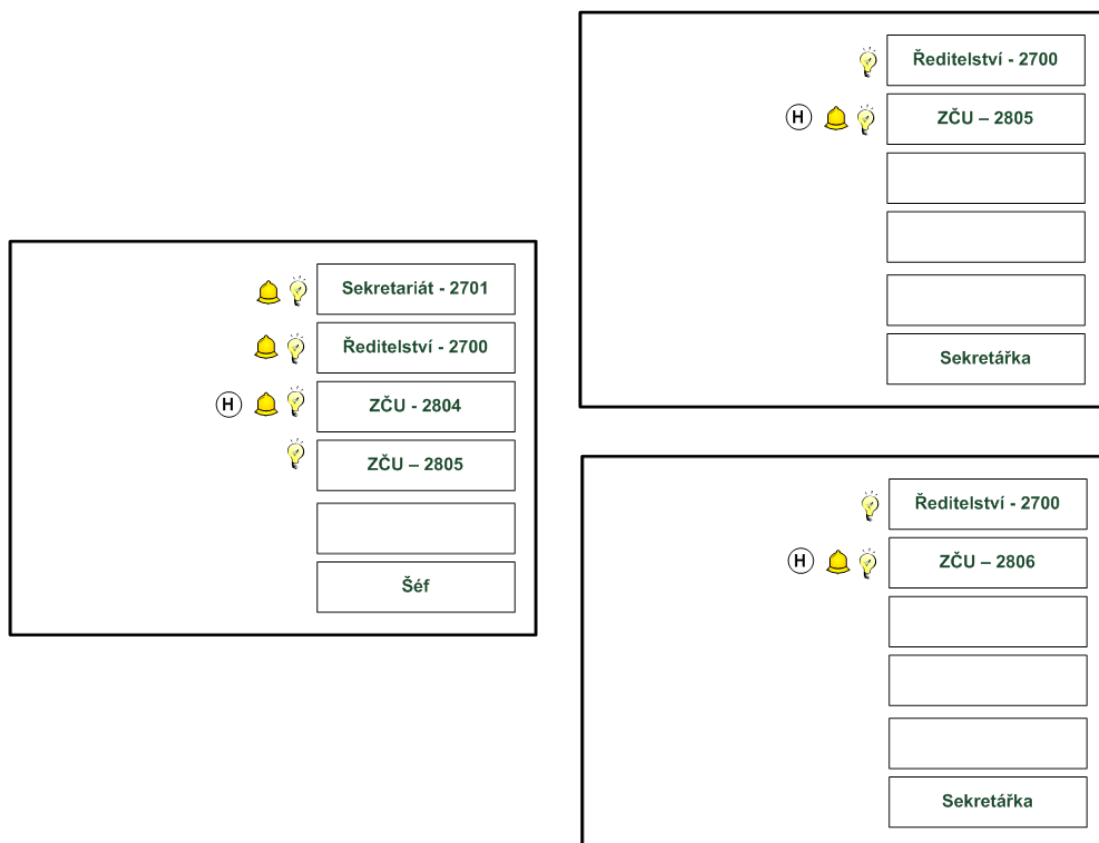 Sekretariát - 2701
Ředitelství - 2700
H
ZČU - 2804
ZČU – 2805
Šéf
Ředitelství - 2700
H
ZČU – 2805
Sekretářka
Ředitelství - 2700
H
ZČU – 2806
Sekretářka